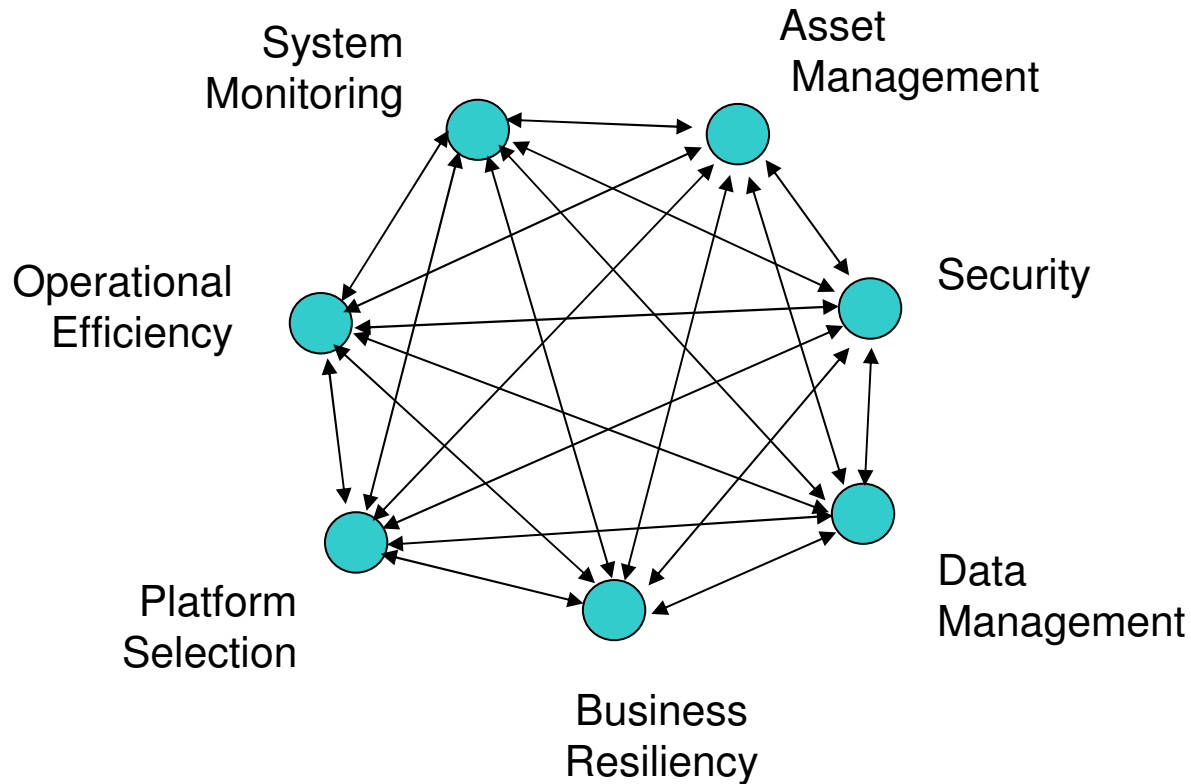 System
Monitoring
Asset
Management
Operational
Efficiency
Security
Platform
Selection
Data
Management
Business
Resiliency